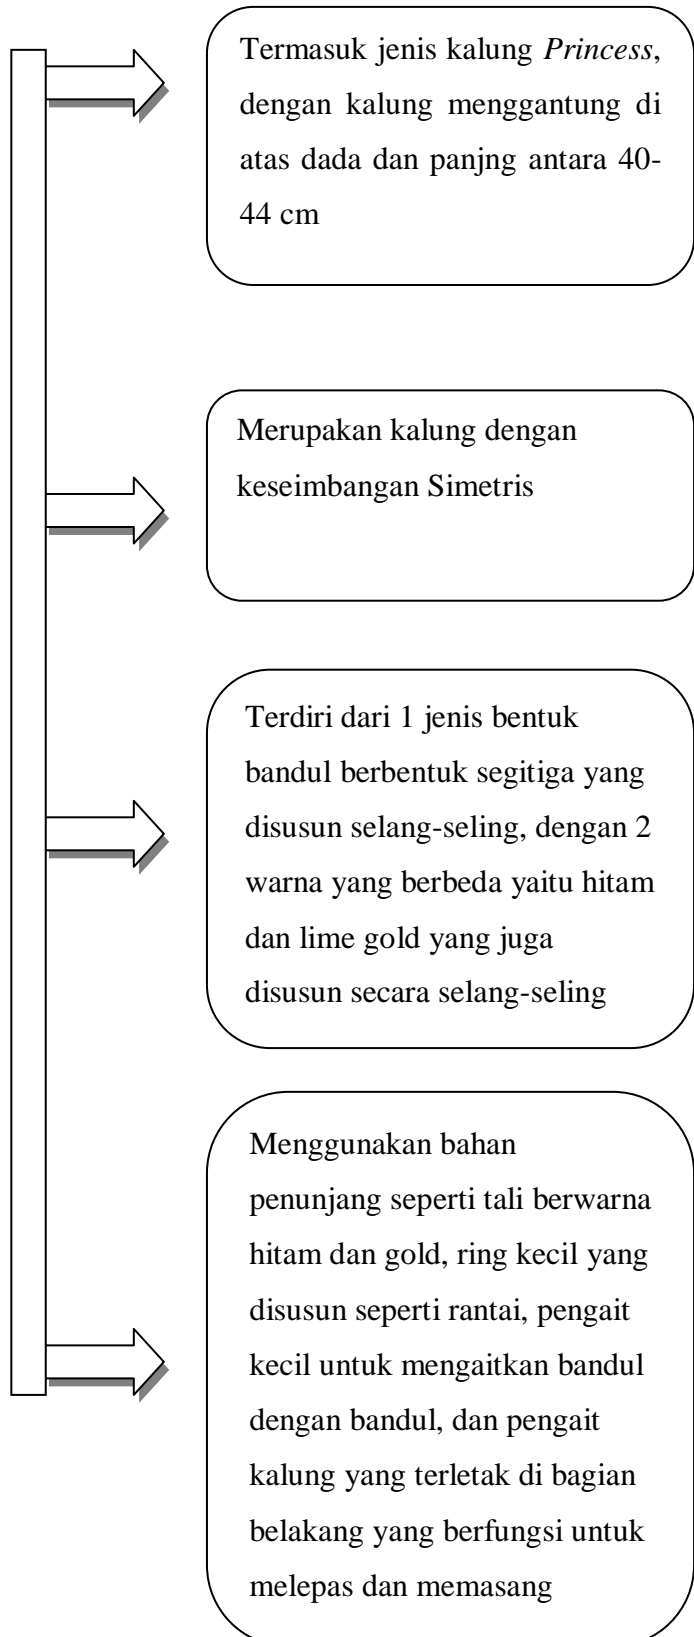 Termasuk jenis kalung Princess,
dengan kalung menggantung di
atas dada dan panjng antara 40-
44 cm
Merupakan kalung dengan
keseimbangan Simetris
Terdiri dari 1 jenis bentuk
bandul berbentuk segitiga yang
disusun selang-seling, dengan 2
warna yang berbeda yaitu hitam
dan lime gold yang juga
disusun secara selang-seling
Menggunakan bahan
penunjang seperti tali berwarna
hitam dan gold, ring kecil yang
disusun seperti rantai, pengait
kecil untuk mengaitkan bandul
dengan bandul, dan pengait
kalung yang terletak di bagian
belakang yang berfungsi untuk
melepas dan memasang